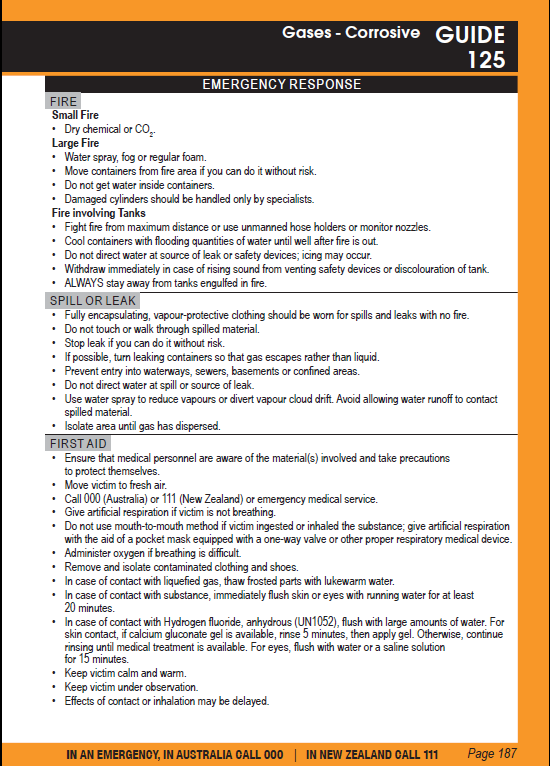 Gases - Corrosive GUIDE
125
EMERGENCY RESPONSE
FIRE
Small Fire
• Dry chemical or CO₂.
Large Fire
• Water spray, fog or regular foam.
• Move containers from fire area if you can do it without risk.
• Do not get water inside containers.
• Damaged cylinders should be handled only by specialists.
Fire involving Tanks
• Fight fire from maximum distance or use unmanned hose holders or monitor nozzles.
• Cool containers with flooding quantities of water until well after fire is out.
• Do not direct water at source of leak or safety devices; icing may occur.
• Withdraw immediately in case of rising sound from venting safety devices or discolouration of tank.
• ALWAYS stay away from tanks engulfed in fire.
SPILL OR LEAK
• Fully encapsulating, vapour-protective clothing should be worn for spills and leaks with no fire.
• Do not touch or walk through spilled material.
• Stop leak if you can do it without risk.
• If possible, turn leaking containers so that gas escapes rather than liquid.
• Prevent entry into waterways, sewers, basements or confined areas.
• Do not direct water at spill or source of leak.
• Use water spray to reduce vapours or divert vapour cloud drift. Avoid allowing water runoff to contact
spilled material.
• Isolate area until gas has dispersed.
FIRST AID
• Ensure that medical personnel are aware of the material(s) involved and take precautions
to protect themselves.
• Move victim to fresh air.
• Call 000 (Australia) or 111 (New Zealand) or emergency medical service.
• Give artificial respiration if victim is not breathing.
• Do not use mouth-to-mouth method if victim ingested or inhaled the substance; give artificial respiration
with the aid of a pocket mask equipped with a one-way valve or other proper respiratory medical device.
• Administer oxygen if breathing is difficult.
• Remove and isolate contaminated clothing and shoes.
• In case of contact with liquefied gas, thaw frosted parts with lukewarm water.
• In case of contact with substance, immediately flush skin or eyes with running water for at least
20 minutes.
• In case of contact with Hydrogen fluoride, anhydrous (UN1052), flush with large amounts of water. For
skin contact, if calcium gluconate gel is available, rinse 5 minutes, then apply gel. Otherwise, continue
rinsing until medical treatment is available. For eyes, flush with water or a saline solution
for 15 minutes.
• Keep victim calm and warm.
• Keep victim under observation.
• Effects of contact or inhalation may be delayed.
IN AN EMERGENCY, IN AUSTRALIA CALL 000 | IN NEW ZEALAND CALL 111 Page 187